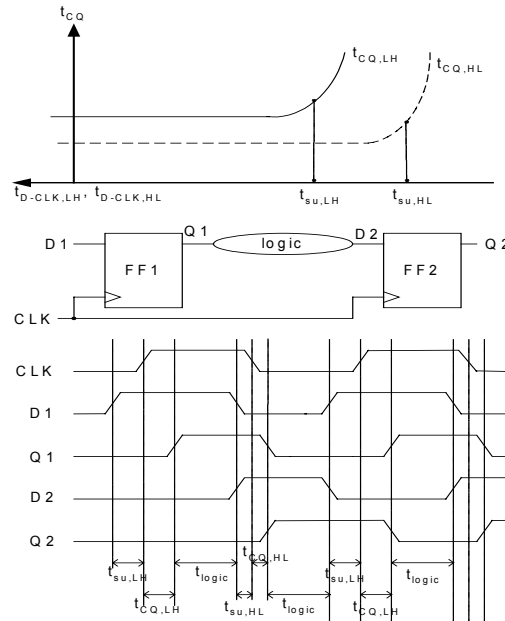 tCQ
tCQ,LH
tCQ,HL
tD-CLK,LH, tD-CLK,HL
tsu,LH
tsu,HL
D1
Q1
logic
D2
Q2
FF1
FF2
CLK
CLK
D1
Q1
D2
Q2
tCQ,HL
tsu,LH
tlogic
tsu,LH
tlogic
tCQ,LH
tsu,HL
tlogic
tCQ,LH